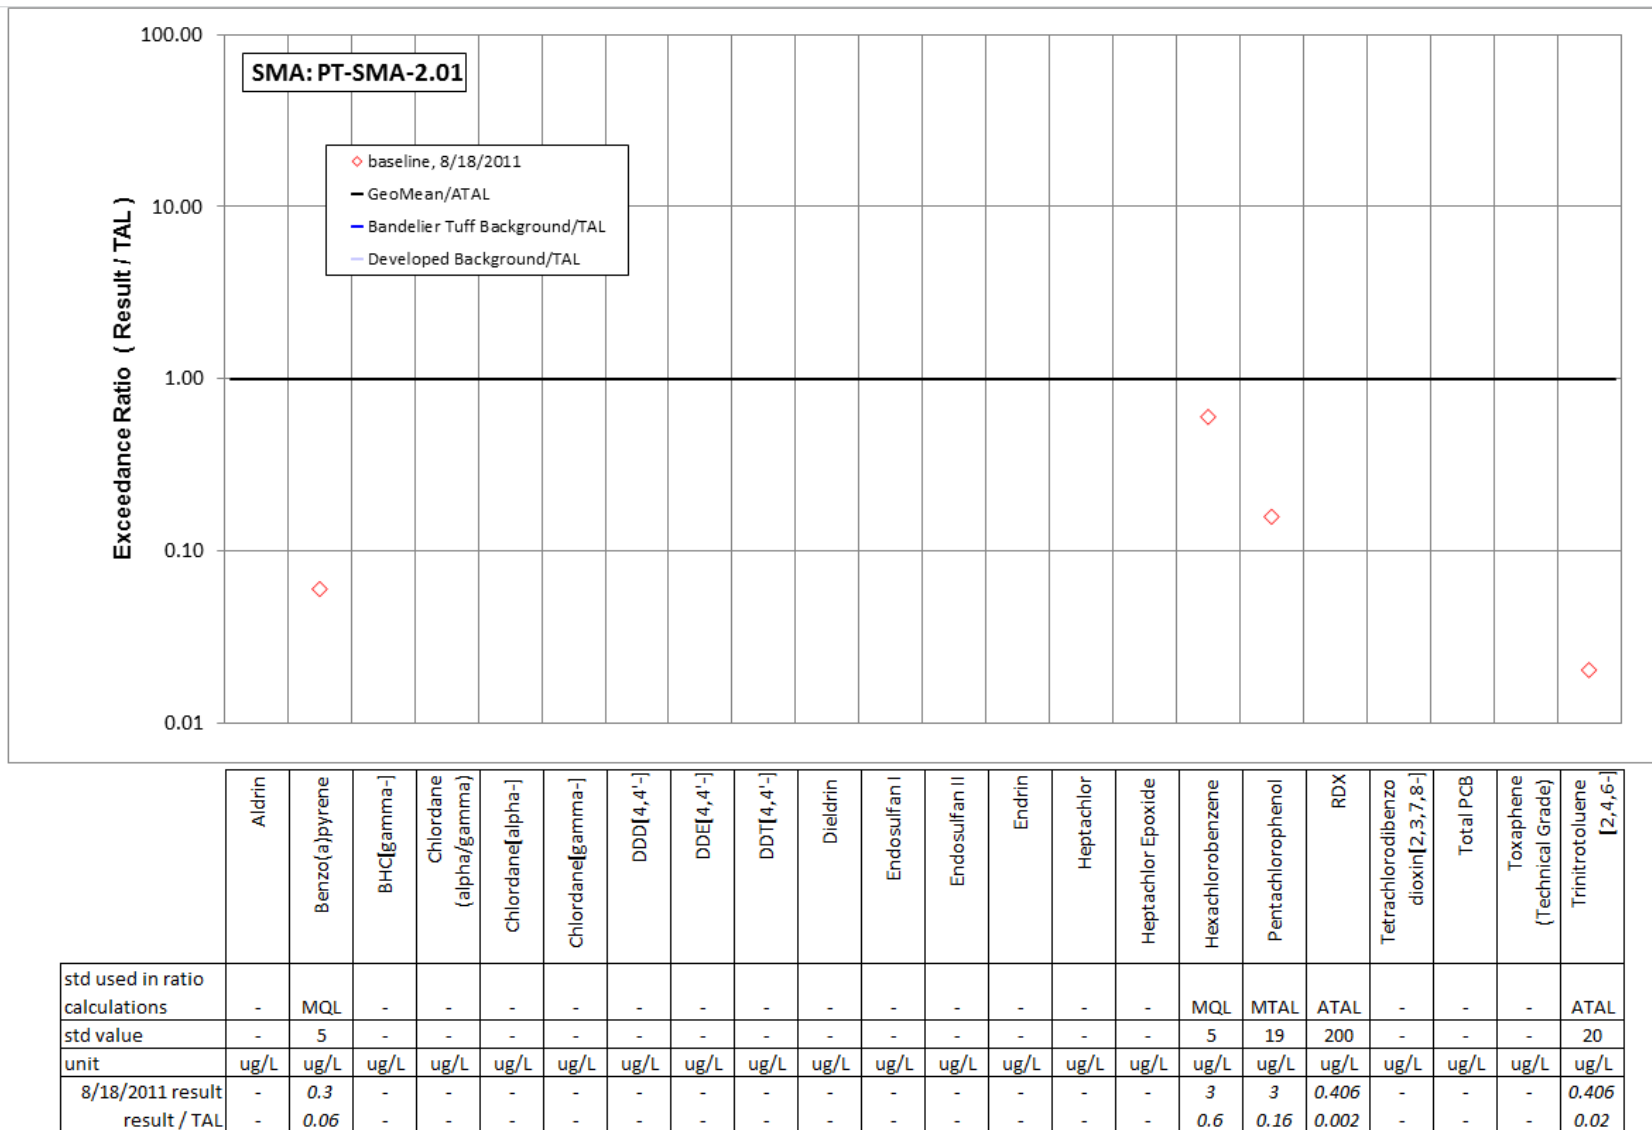 100.00
SMA: PT-SMA-2.01
baseline, 8/18/2011
GeoMean/ATAL
Bandelier Tuff Background/TAL
Developed Background/TAL
Exceedance Ratio ( Result / TAL )
10.00
1.00
0.10
0.01
Aldrin
Benzo(a)pyrene
BHC[gamma-]
Chlordane
(alpha/gamma)
Chlordane[alpha-]
Chlordane[gamma-]
DDD[4,4'-]
DDE[4,4'-]
DDT[4,4'-]
Dieldrin
Endosulfan I
Endosulfan II
Endrin
Heptachlor
Heptachlor Epoxide
Hexachlorobenzene
Pentachlorophenol
RDX
Tetrachlorodibenzo
dioxin[2,3,7,8-]
Total PCB
Toxaphene
(Technical Grade)
Trinitrotoluene
[2,4,6-]
std used in ratio
calculations - MQL - - - - - - - - - - - - - MQL MTAL ATAL - - - ATAL
std value - 5 - - - - - - - - - - - - - 5 19 200 - - - 20
unit ug/L ug/L ug/L ug/L ug/L ug/L ug/L ug/L ug/L ug/L ug/L ug/L ug/L ug/L ug/L ug/L ug/L ug/L ug/L ug/L ug/L ug/L
8/18/2011 result - 0.3 - - - - - - - - - - - - - 3 3 0.406 - - - 0.406
result / TAL - 0.06 - - - - - - - - - - - - - 0.6 0.16 0.002 - - - 0.02